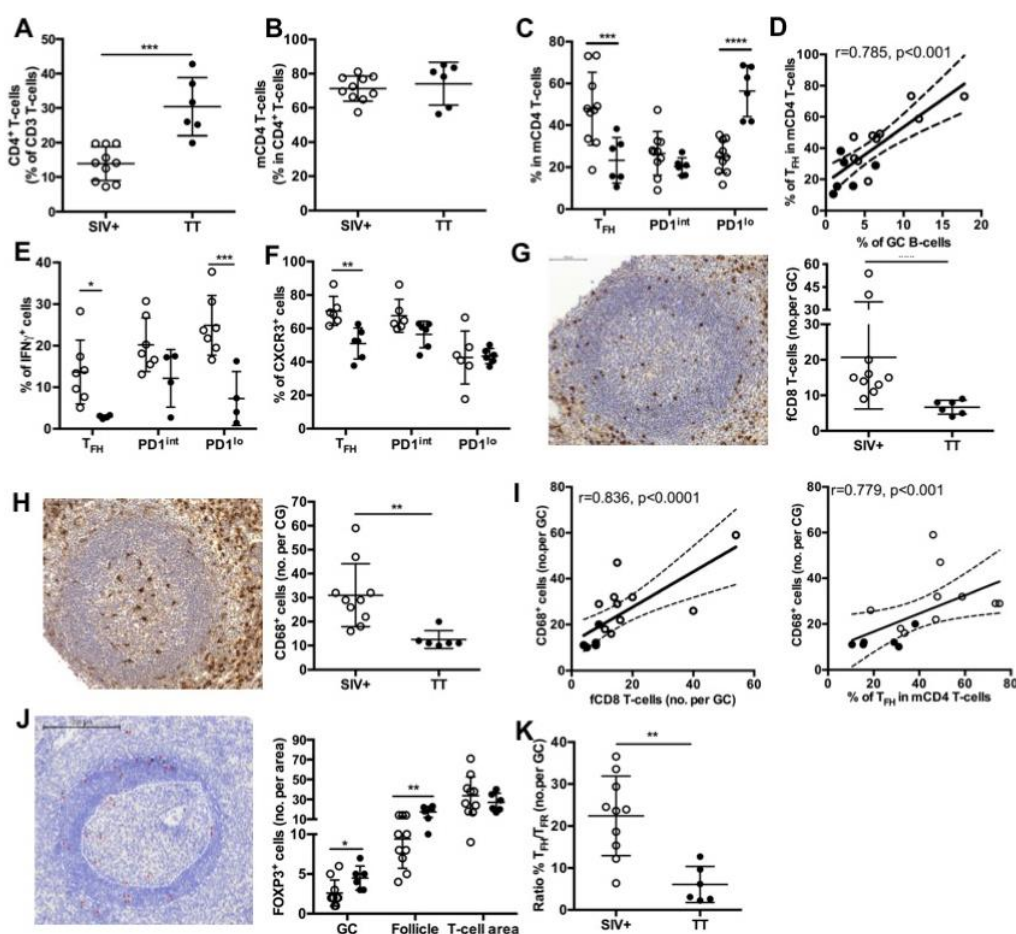 A
CD4+ T-cells
(% of CD3 T-cells)
50
40
30
20
10
0
***
SIV+ TT
B
mCD4 T-cells
(% in CD4+ T-cells)
100
80
60
40
20
0
SIV+ TT
C
% in mCD4 T-cells
80
60
40
20
0
*** ****
TFH PD1int PD1lo
D
r=0.785, p<0.001
% of TFH in mCD4 T-cells
100
80
60
40
20
0
0 5 10 15 20
% of GC B-cells
E
% of IFNγ+ cells
40
30
20
10
0
* ***
TFH PD1int PD1lo
F
% of CXCR3+ cells
100
80
60
40
20
0
**
TFH PD1int PD1lo
G
fCD8 T-cells (no.per GC)
60
50
40
30
20
10
0
SIV+ TT
H
CD68+ cells (no. per CG)
70
60
50
40
30
20
10
0
**
SIV+ TT
I
r=0.836, p<0.0001
CD68+ cells (no.per GC)
80
60
40
20
0
0 20 40 60
fCD8 T-cells (no. per GC)
r=0.779, p<0.001
CD68+ cells (no.per CG)
80
60
40
20
0
0 20 40 60 80
% of TFH in mCD4 T-cells
J
FOXP3+ cells (no. per area)
90
70
50
30
10
10
5
0
* **
GC Follicle T-cell area
K
Ratio % TFH/TFR (no.per GC)
40
30
20
10
0
**
SIV+ TT